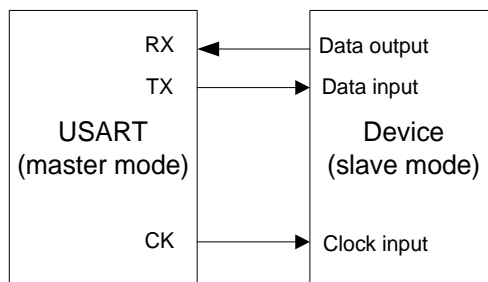 RX
Data output
TX
Data input
USART
(master mode)
Device
(slave mode)
CK
Clock input